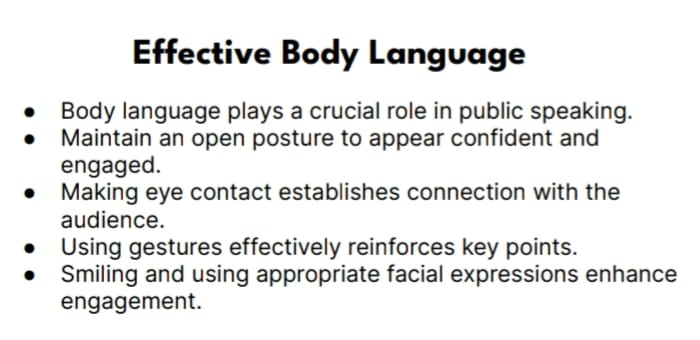 Effective Body Language
● Body language plays a crucial role in public speaking.
● Maintain an open posture to appear confident and
engaged.
● Making eye contact establishes connection with the
audience.
● Using gestures effectively reinforces key points.
● Smiling and using appropriate facial expressions enhance
engagement.